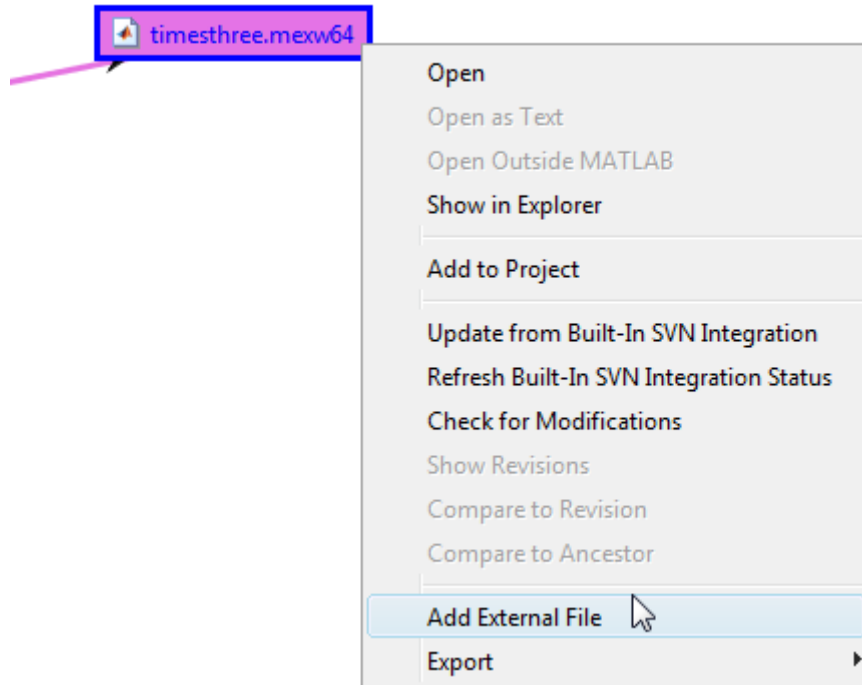 timesthree.mexw64
Open
Open as Text
Open Outside MATLAB
Show in Explorer
Add to Project
Update from Built-In SVN Integration
Refresh Built-In SVN Integration Status
Check for Modifications
Show Revisions
Compare to Revision
Compare to Ancestor
Add External File
Export